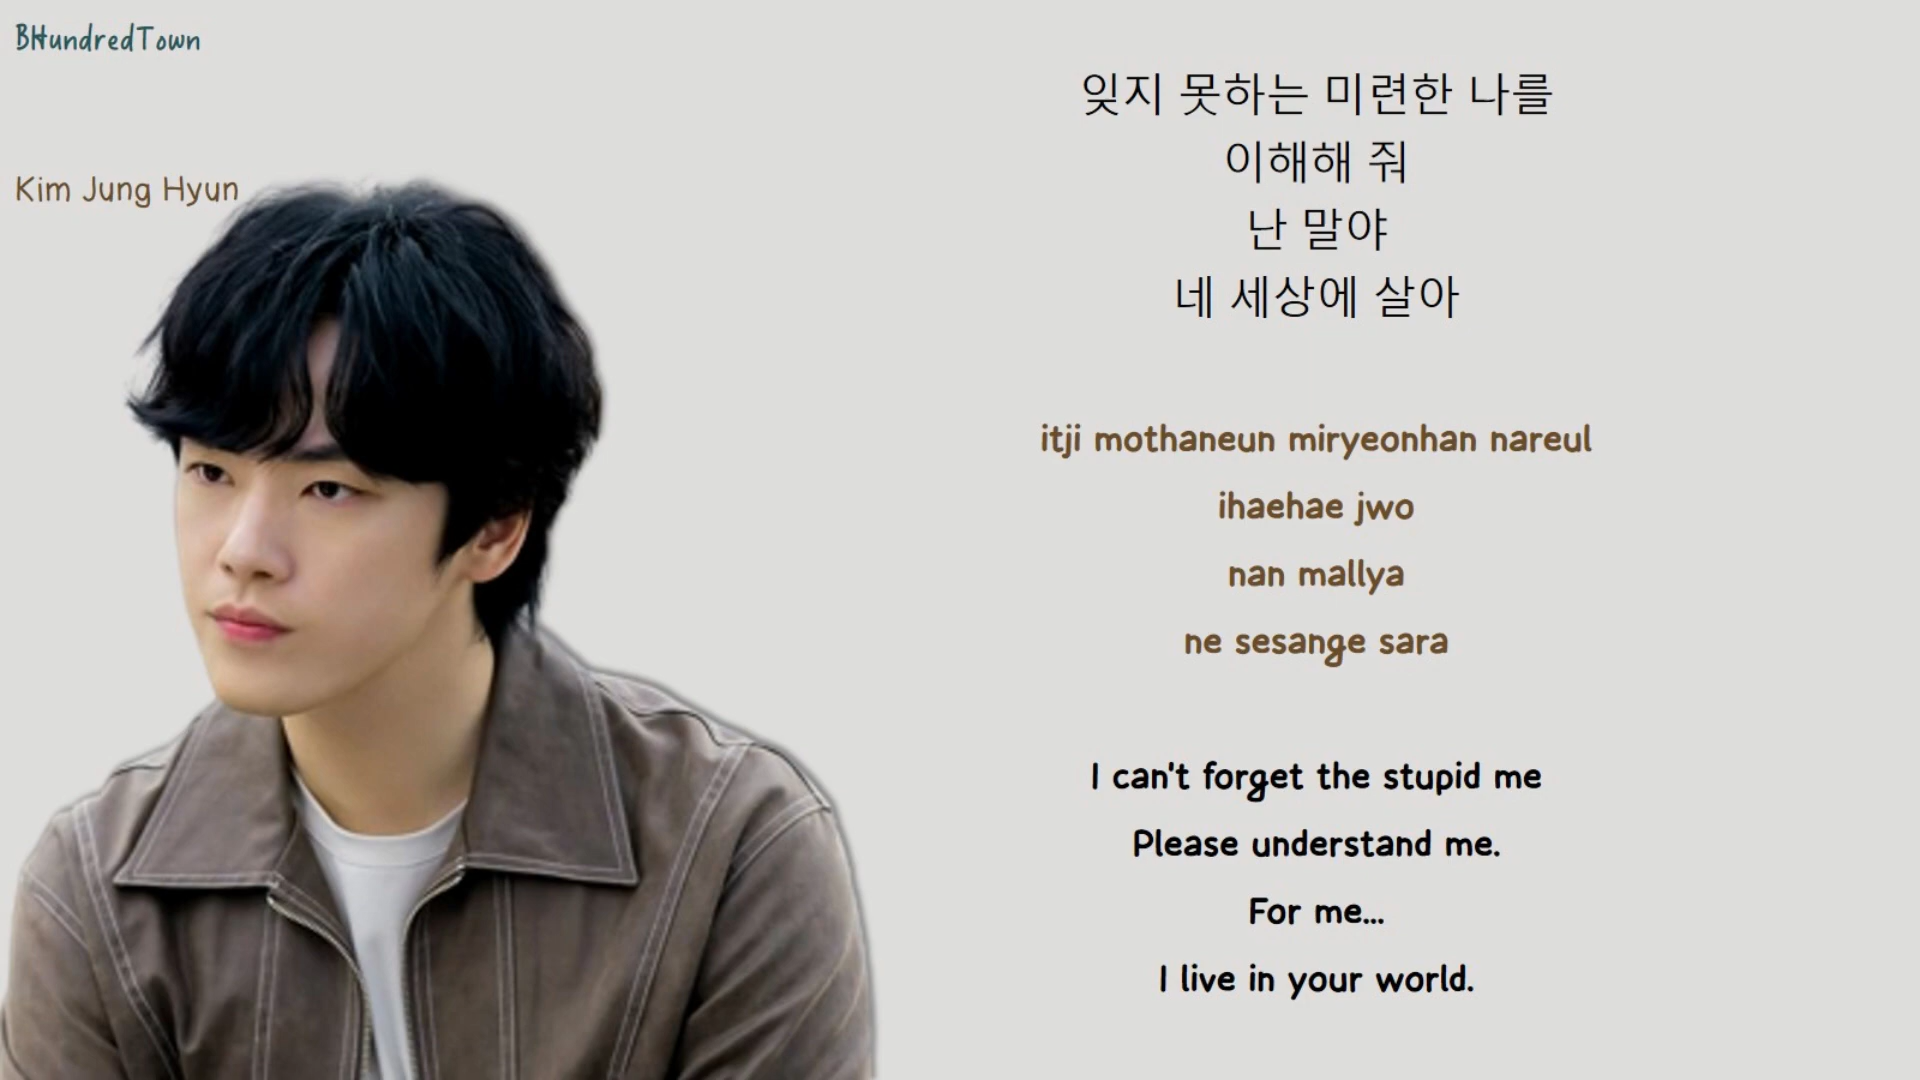 BHundredTown
Kim Jung Hyun
잊지 못하는 미련한 나를
이해해 줘
난 말야
네 세상에 살아
itji mothaneun miryeonhan nareul
ihaehae jwo
nan mallya
ne sesange sara
I can't forget the stupid me
Please understand me.
For me...
I live in your world.